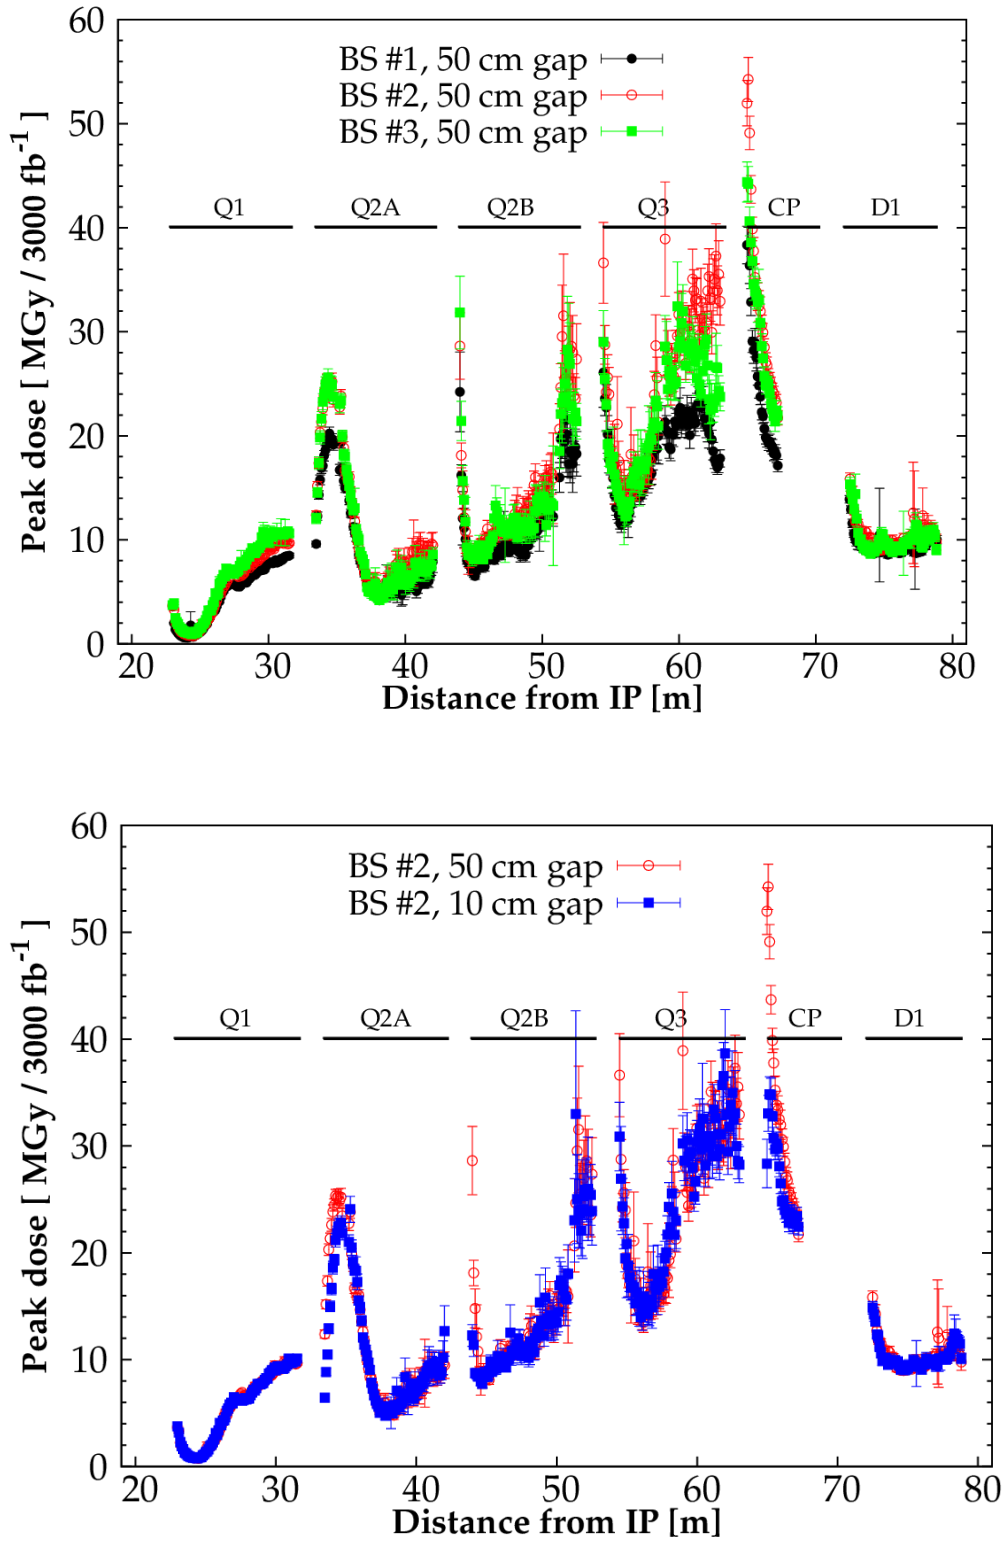 60
50
40
30
20
10
0
Peak dose [ MGy / 3000 fb-1 ]
BS #1, 50 cm gap
BS #2, 50 cm gap
BS #3, 50 cm gap
Q1 Q2A Q2B Q3 CP D1
20 30 40 50 60 70 80
Distance from IP [m]
60
50
40
30
20
10
0
Peak dose [ MGy / 3000 fb-1 ]
BS #2, 50 cm gap
BS #2, 10 cm gap
Q1 Q2A Q2B Q3 CP D1
20 30 40 50 60 70 80
Distance from IP [m]